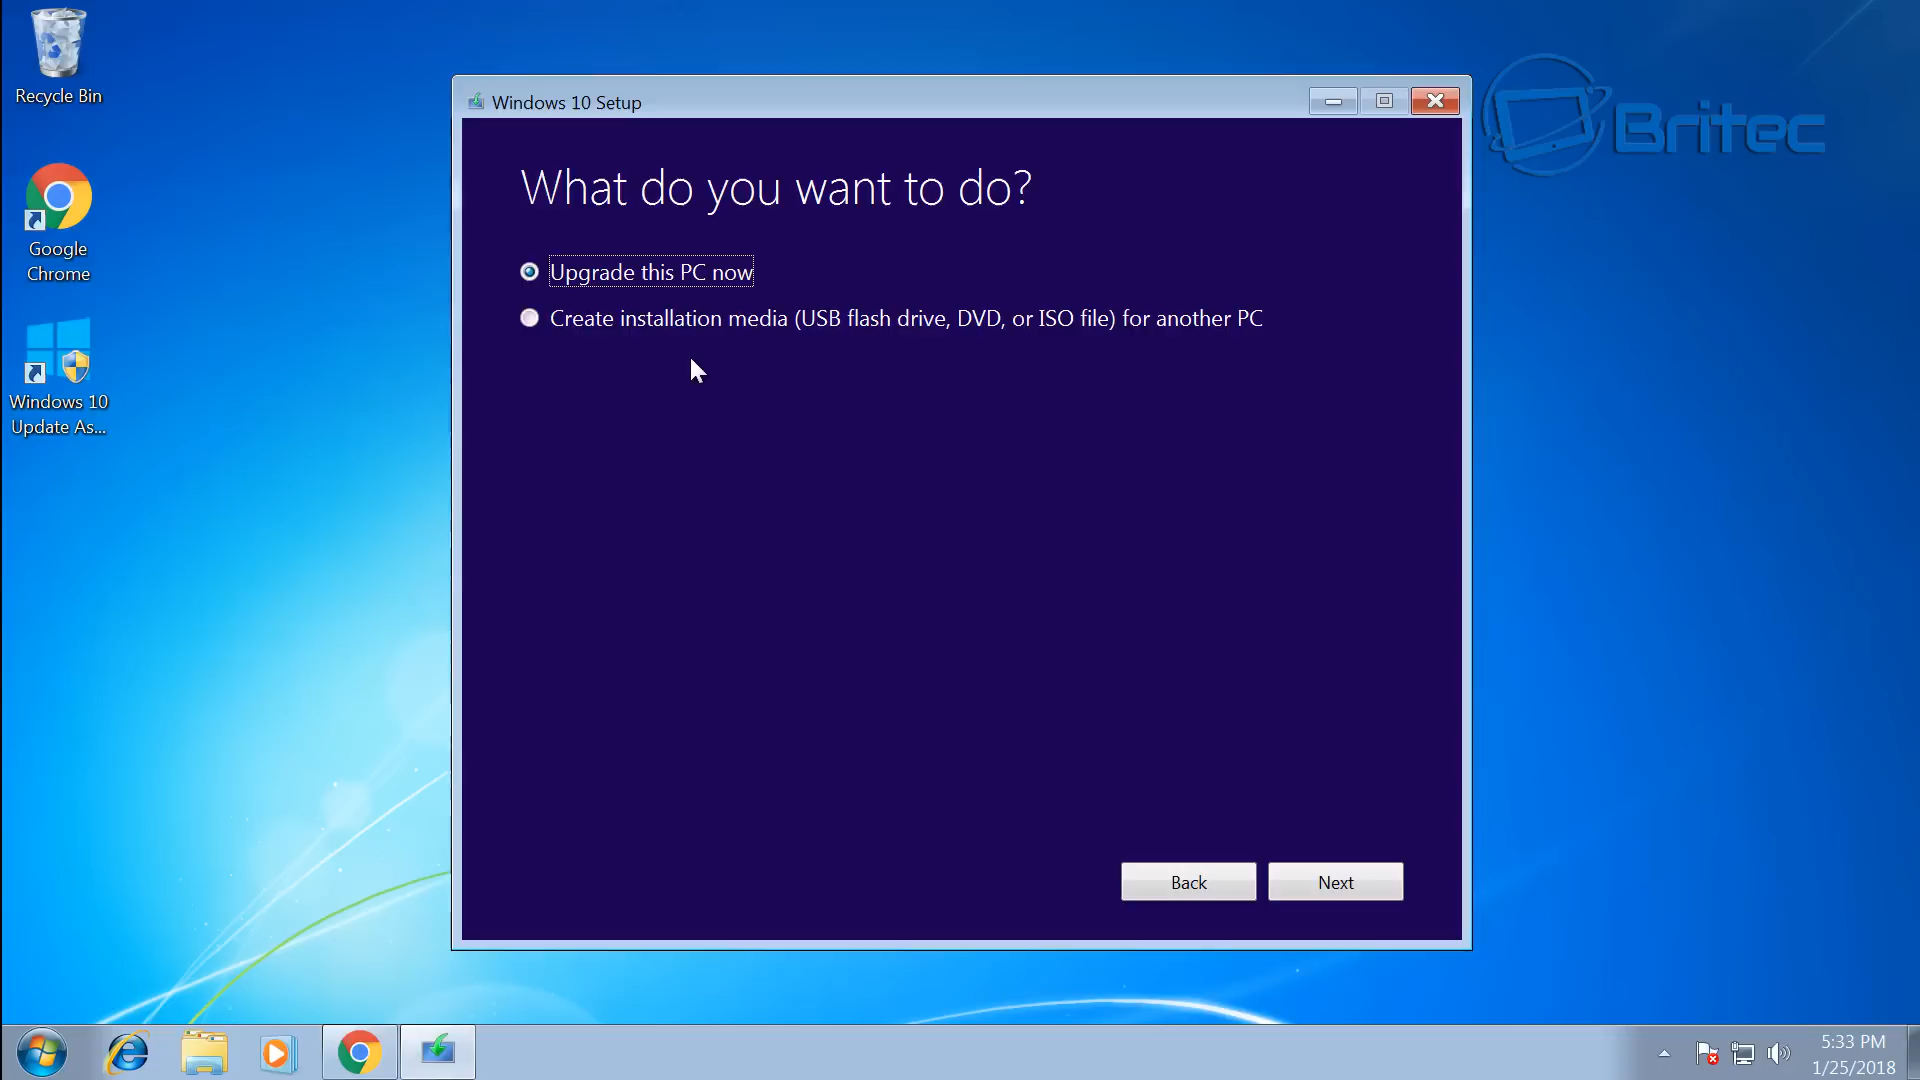 Recycle Bin
Google
Chrome
Windows 10
Update As...
Windows 10 Setup
Britec
What do you want to do?
Upgrade this PC now
Create installation media (USB flash drive, DVD, or ISO file) for another PC
Back
Next
5:33 PM
1/25/2018